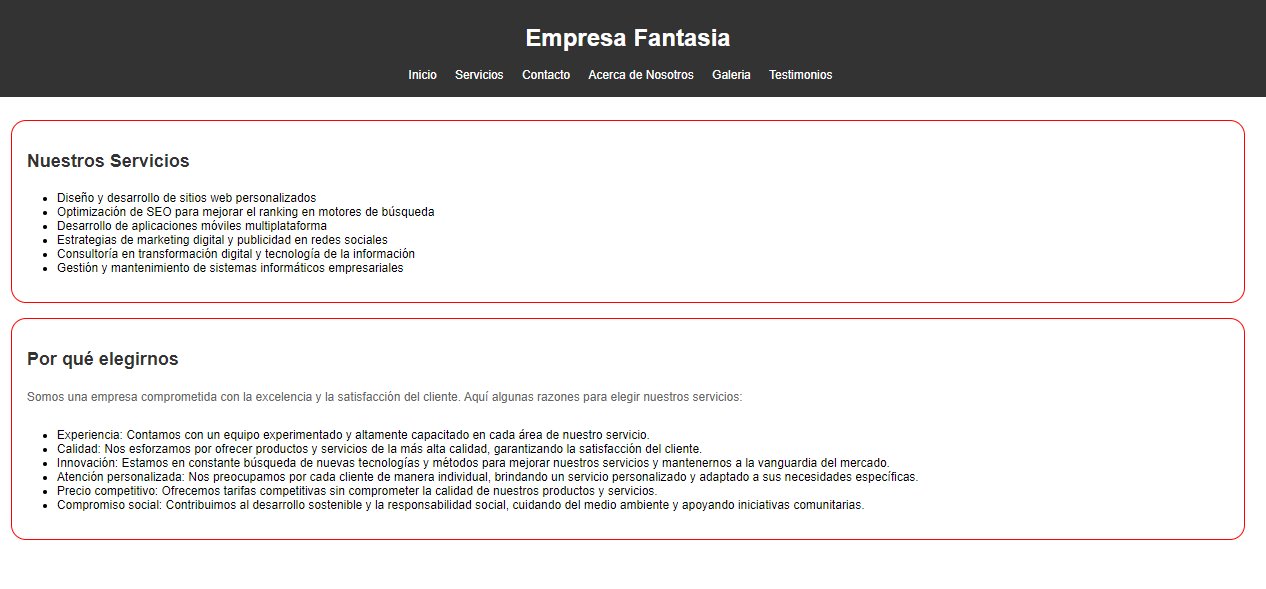 Empresa Fantasia
Inicio Servicios Contacto Acerca de Nosotros Galeria Testimonios
Nuestros Servicios
Diseño y desarrollo de sitios web personalizados
Optimización de SEO para mejorar el ranking en motores de búsqueda
Desarrollo de aplicaciones móviles multiplataforma
Estrategias de marketing digital y publicidad en redes sociales
Consultoría en transformación digital y tecnología de la información
Gestión y mantenimiento de sistemas informáticos empresariales
Por qué elegirnos
Somos una empresa comprometida con la excelencia y la satisfacción del cliente. Aquí algunas razones para elegir nuestros servicios:
Experiencia: Contamos con un equipo experimentado y altamente capacitado en cada área de nuestro servicio.
Calidad: Nos esforzamos por ofrecer productos y servicios de la más alta calidad, garantizando la satisfacción del cliente.
Innovación: Estamos en constante búsqueda de nuevas tecnologías y métodos para mejorar nuestros servicios y mantenernos a la vanguardia del mercado.
Atención personalizada: Nos preocupamos por cada cliente de manera individual, brindando un servicio personalizado y adaptado a sus necesidades específicas.
Precio competitivo: Ofrecemos tarifas competitivas sin comprometer la calidad de nuestros productos y servicios.
Compromiso social: Contribuimos al desarrollo sostenible y la responsabilidad social, cuidando del medio ambiente y apoyando iniciativas comunitarias.